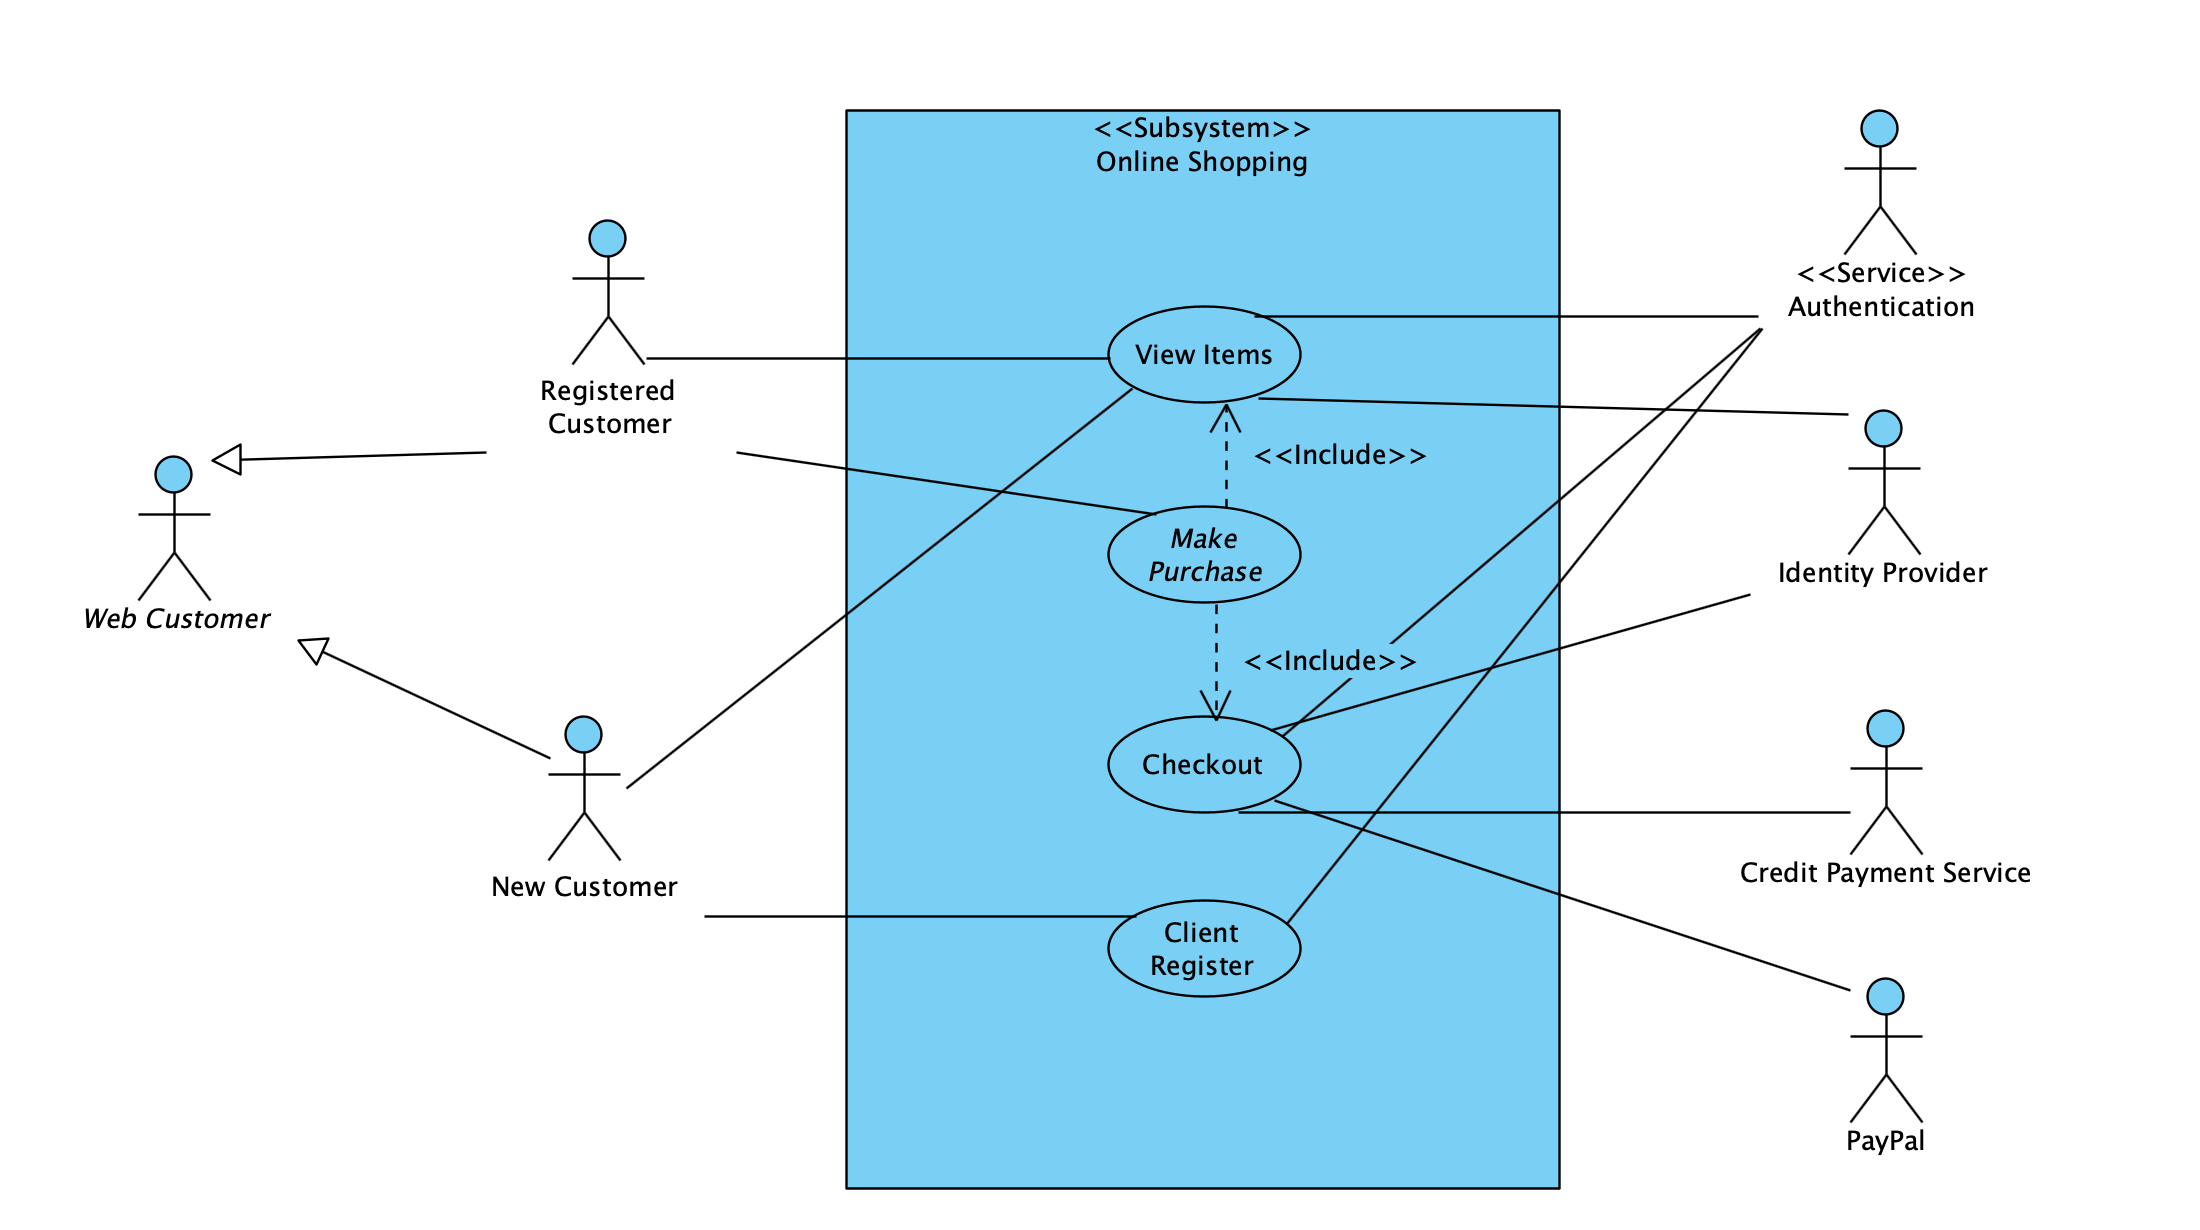 <<Subsystem>>
Online Shopping
<<Service>>
Authentication
View Items
Registered
Customer
<<Include>>
Make
Purchase
Identity Provider
Web Customer
<<Include>>
Checkout
Credit Payment Service
New Customer
Client
Register
PayPal